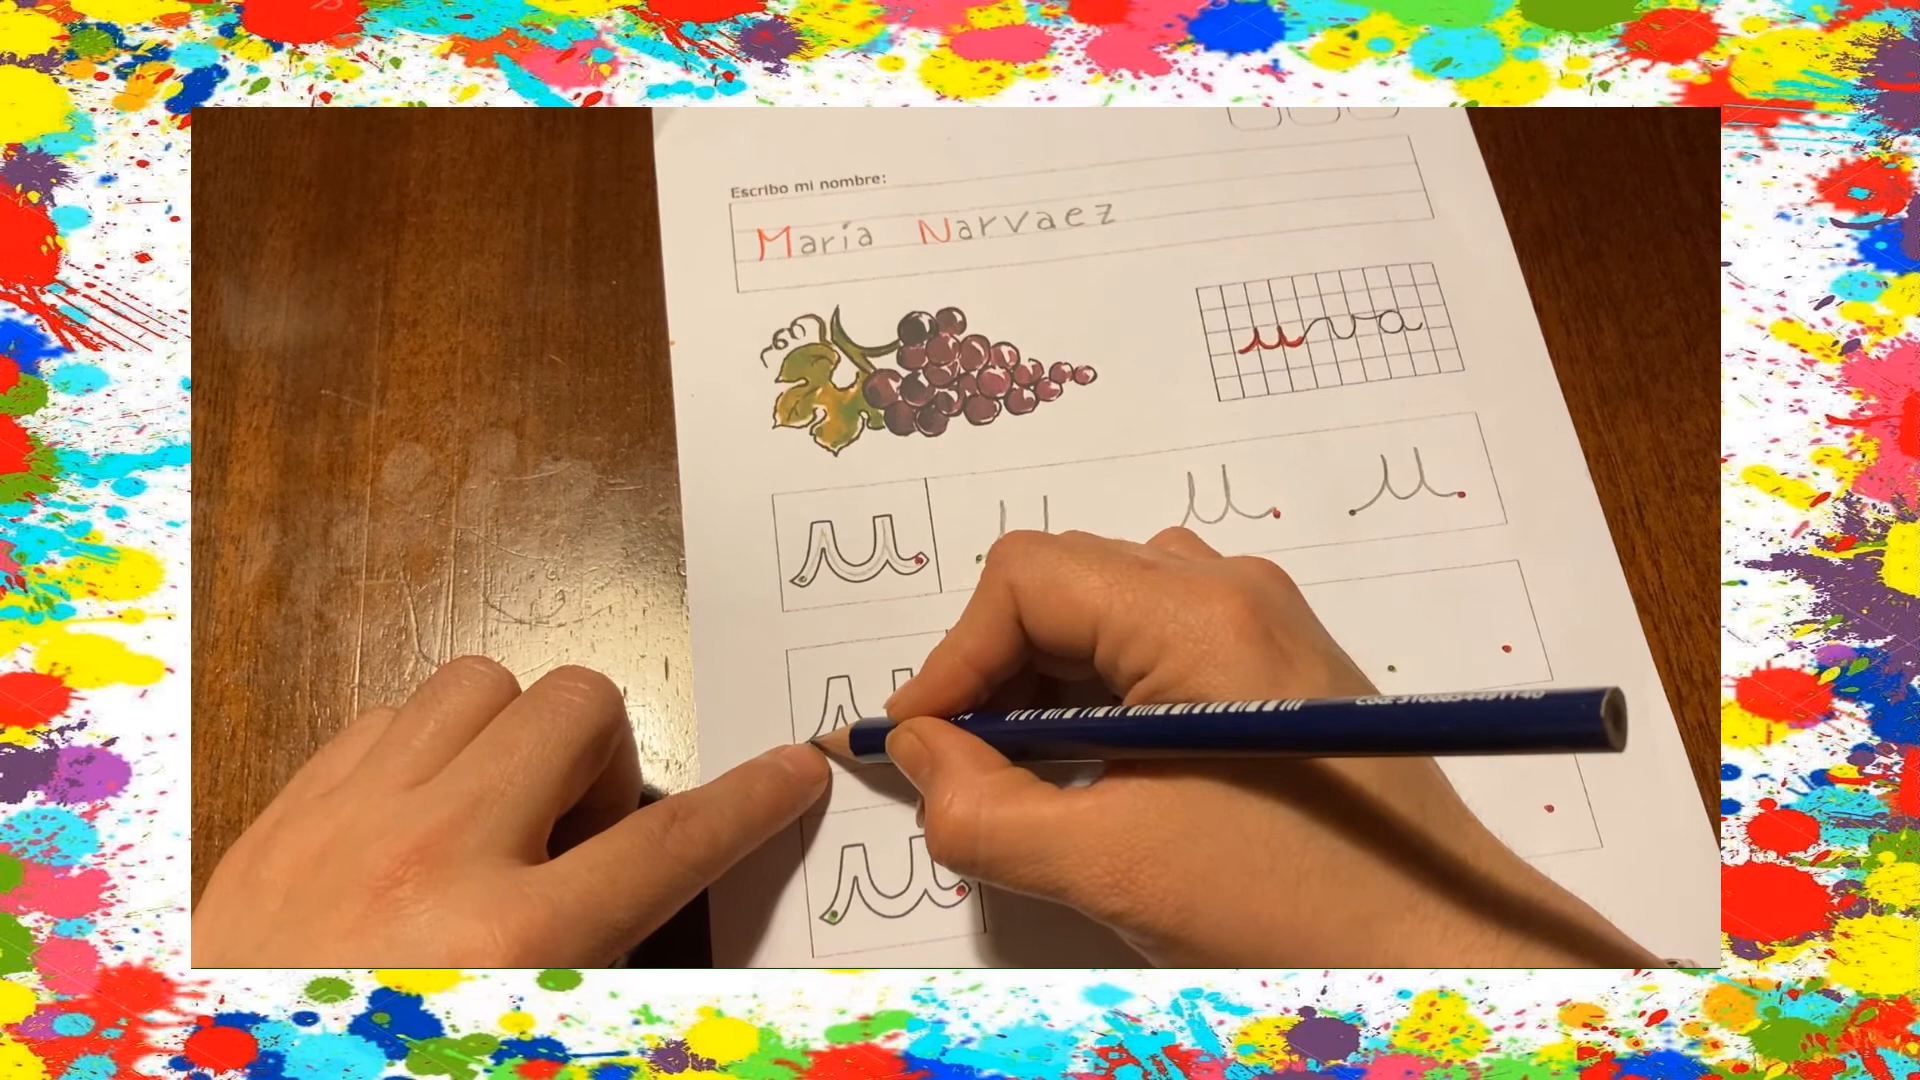 Escribo mi nombre:
María Narvaez
uva
u u u u
u
u